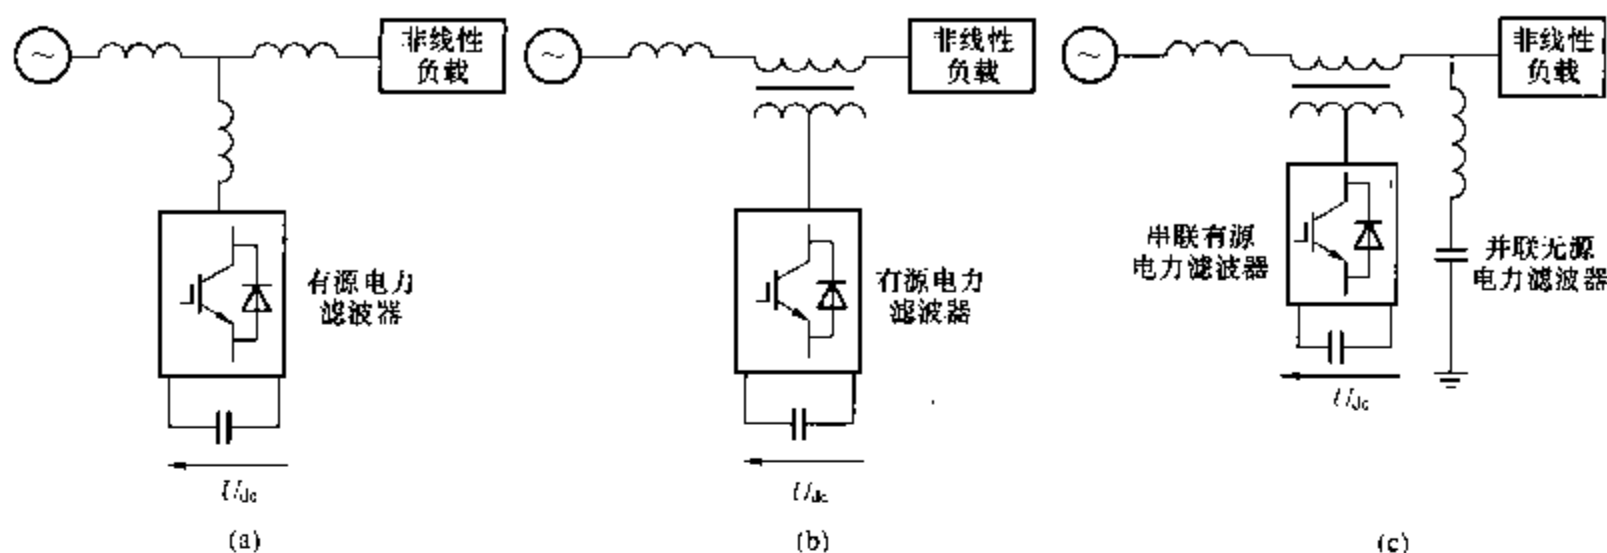 非线性
负载
有源电力
滤波器
Udc
(a)
非线性
负载
有源电力
滤波器
Udc
(b)
非线性
负载
串联有源
电力滤波器
并联无源
电力滤波器
Udc
(c)